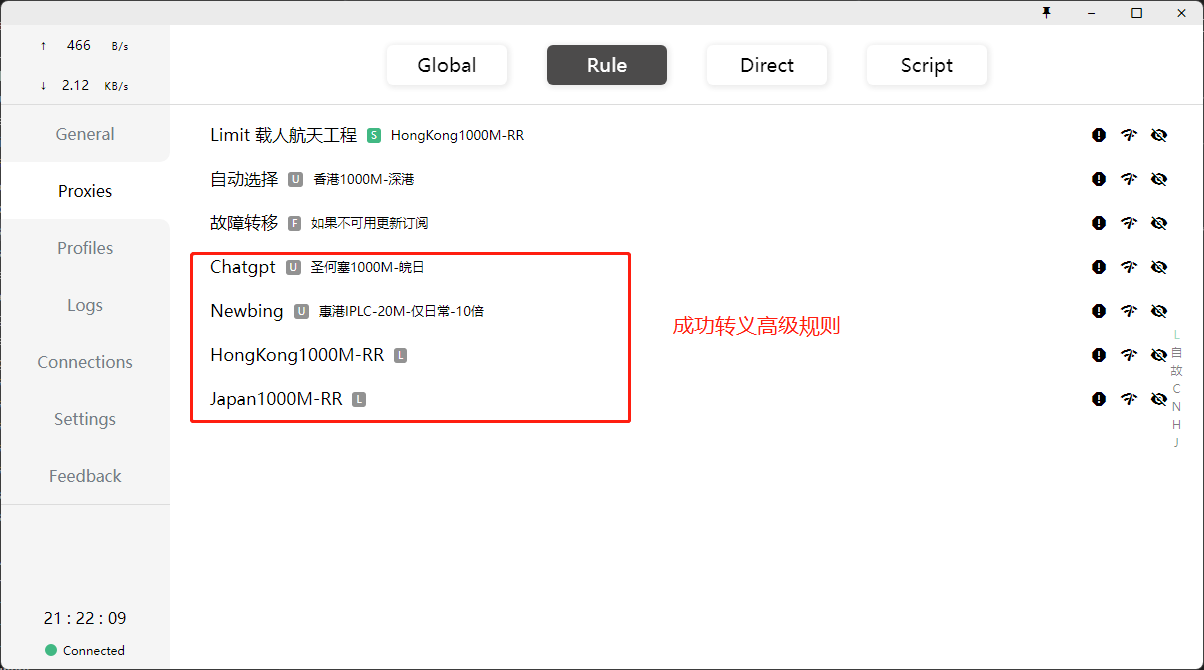 ↑ 466 B/s
↓ 2.12 KB/s
General
Proxies
Profiles
Logs
Connections
Settings
Feedback
21 : 22 : 09
Connected
Global Rule Direct Script
Limit 载人航天工程 S HongKong1000M-RR
自动选择 U 香港1000M-深港
故障转移 F 如果不可用更新订阅
Chatgpt U 圣何塞1000M-皖日
Newbing U 惠港IPLC-20M-仅日常-10倍
HongKong1000M-RR L
Japan1000M-RR L
成功转义高级规则
L
自
故
C
N
H
J